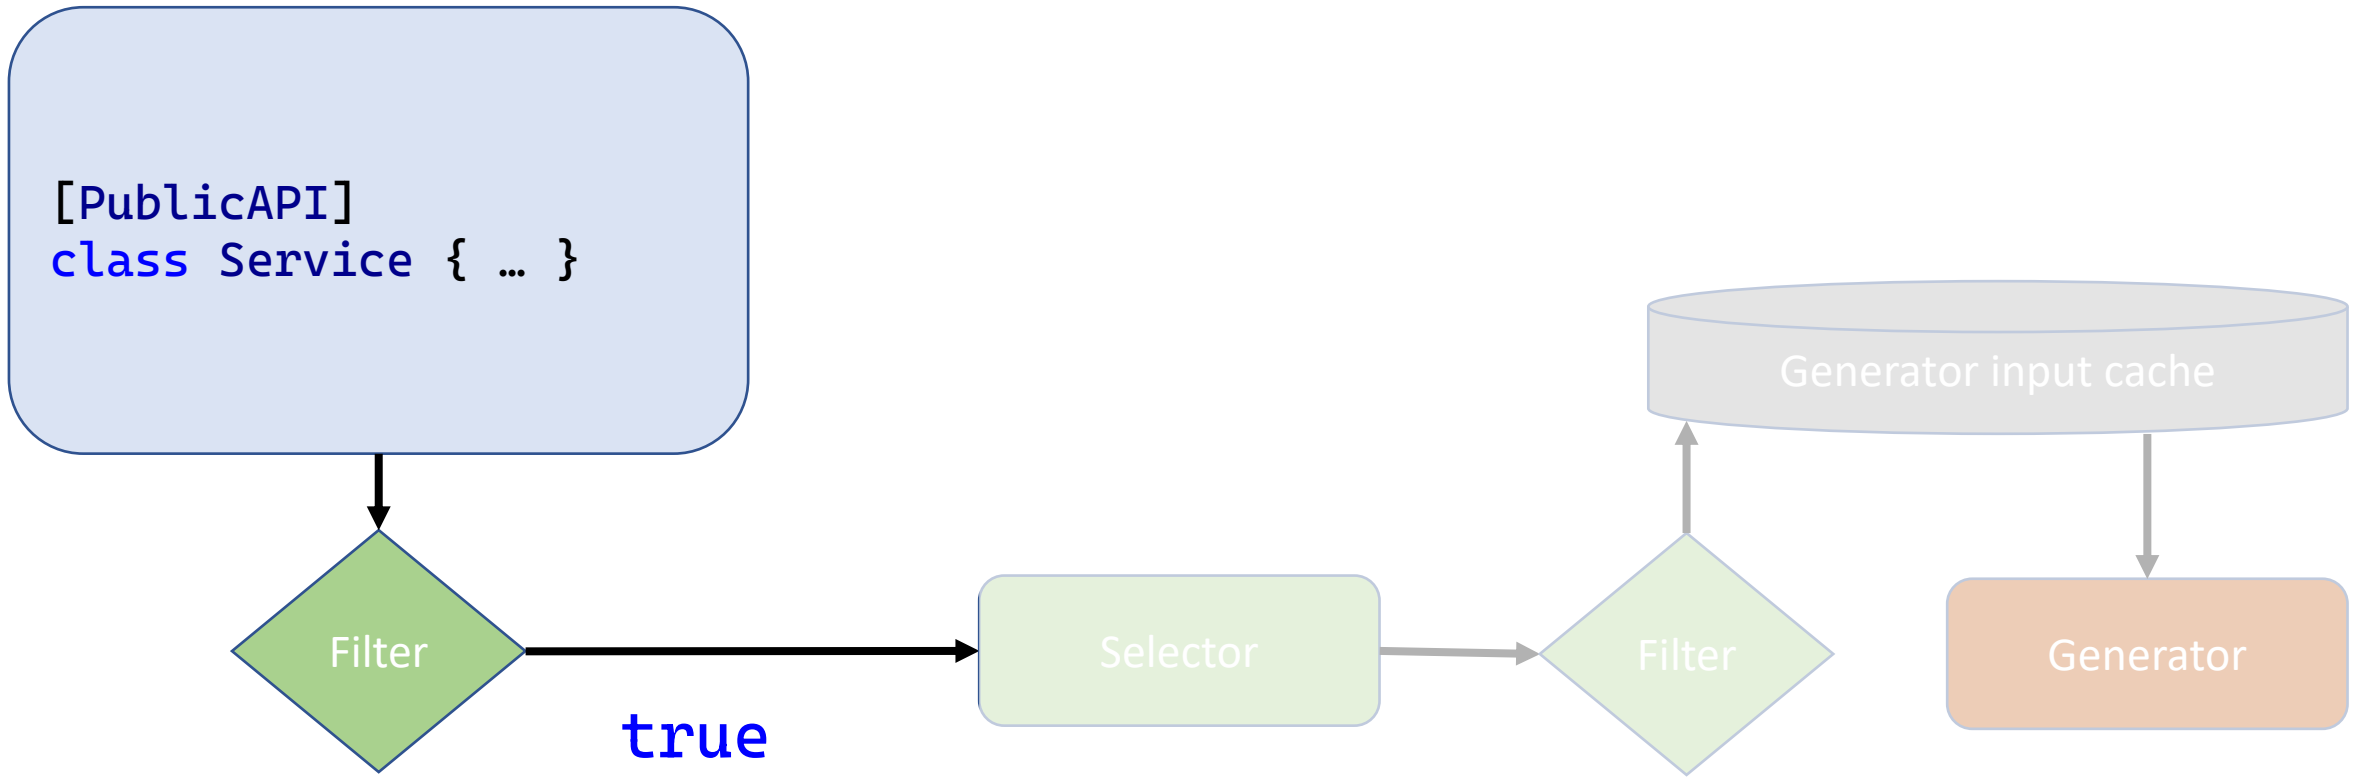 [PublicAPI]
class Service { … }
Generator input cache
Filter
true
Selector
Filter
Generator